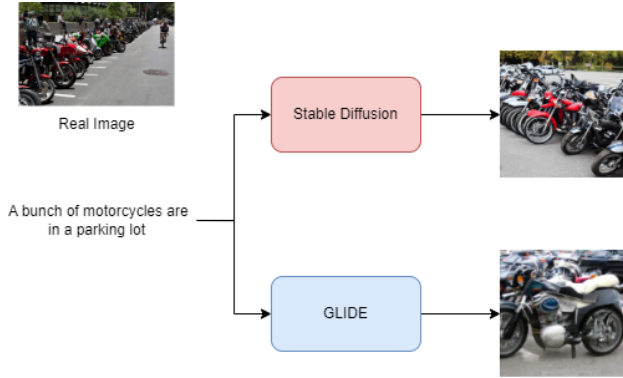 Real Image
Stable Diffusion
A bunch of motorcycles are
in a parking lot
GLIDE